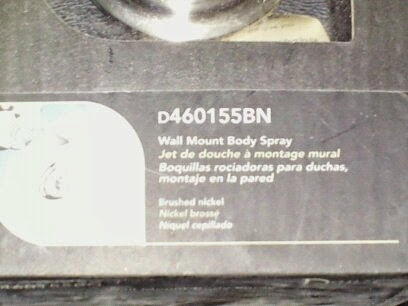 D460155BN
Wall Mount Body Spray
Jet de douche à montage mural
Boquillas rociadoras para duchas,
montaje en la pared
Brushed nickel
Nickel brossé
Níquel cepillado